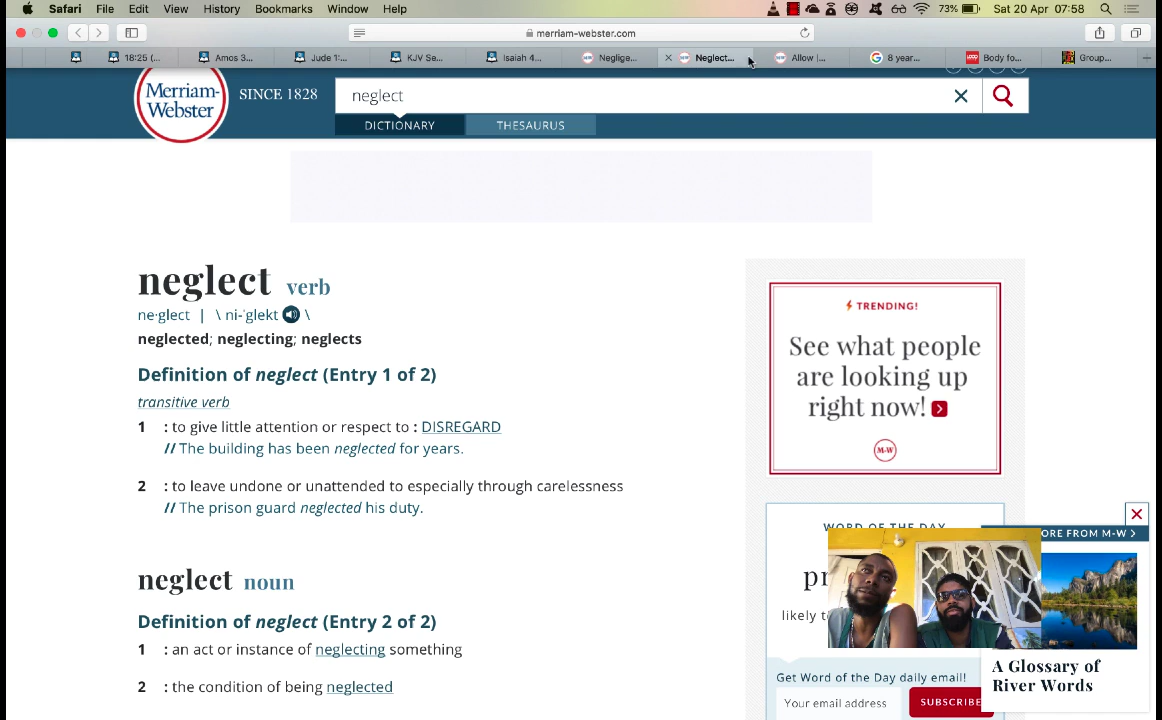 Safari File Edit View History Bookmarks Window Help 73% Sat 20 Apr 07:58
merriam-webster.com
18:25 ( Amos 3... Jude 1:... KJV Se... Isaiah 4... Neglige... Neglect... Allow |... 8 year... Body fo... Group...
Merriam-
Webster
SINCE 1828
neglect
DICTIONARY THESAURUS
neglect verb
ne·glect | \ ni-ˈglekt \
neglected; neglecting; neglects
Definition of neglect (Entry 1 of 2)
transitive verb
1 : to give little attention or respect to : DISREGARD
// The building has been neglected for years.
2 : to leave undone or unattended to especially through carelessness
// The prison guard neglected his duty.
neglect noun
Definition of neglect (Entry 2 of 2)
1 : an act or instance of neglecting something
2 : the condition of being neglected
TRENDING!
See what people
are looking up
right now!
M-W
WORD OF THE DAY
pr
likely t
Get Word of the Day daily email!
Your email address SUBSCRIBE
ORE FROM M-W >
A Glossary of
River Words